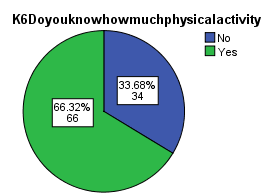 K6Doyouknowhowmuchphysicalactivity
No
Yes
33.68%
34
66.32%
66